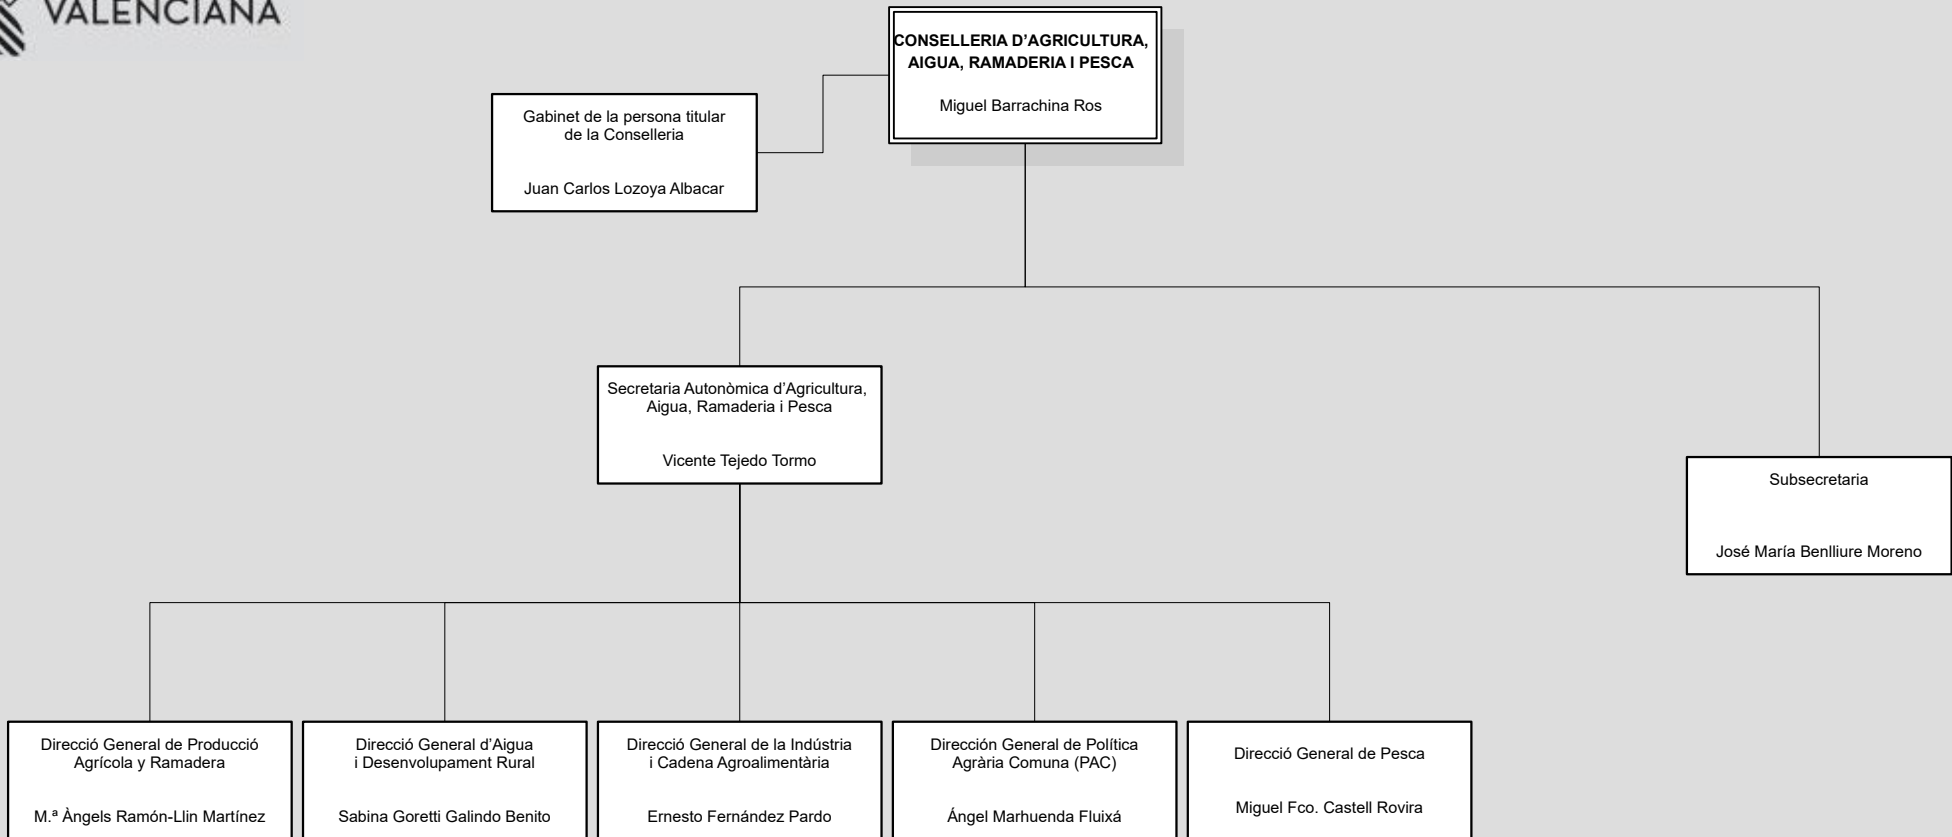 VALENCIANA
CONSELLERIA D’AGRICULTURA,
AIGUA, RAMADERIA I PESCA
Miguel Barrachina Ros
Gabinet de la persona titular
de la Conselleria
Juan Carlos Lozoya Albacar
Secretaria Autonòmica d’Agricultura,
Aigua, Ramaderia i Pesca
Vicente Tejedo Tormo
Subsecretaria
José María Benlliure Moreno
Direcció General de Producció
Agrícola y Ramadera
M.ª Àngels Ramón-Llin Martínez
Direcció General d’Aigua
i Desenvolupament Rural
Sabina Goretti Galindo Benito
Direcció General de la Indústria
i Cadena Agroalimentària
Ernesto Fernández Pardo
Dirección General de Política
Agrària Comuna (PAC)
Ángel Marhuenda Fluixá
Direcció General de Pesca
Miguel Fco. Castell Rovira